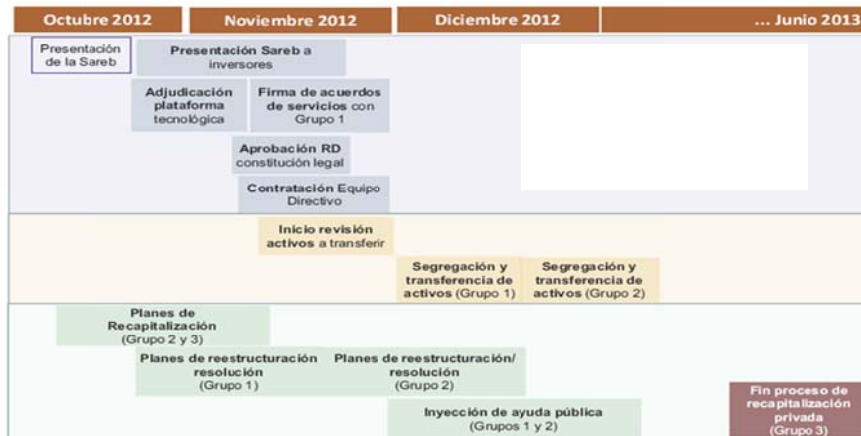 Octubre 2012
Noviembre 2012
Diciembre 2012
... Junio 2013
Presentación
de la Sareb
Presentación Sareb a
inversores
Adjudicación
plataforma
tecnológica
Firma de acuerdos
de servicios con
Grupo 1
Aprobación RD
constitución legal
Contratación Equipo
Directivo
Inicio revisión
activos a transferir
Segregación y
transferencia de
activos (Grupo 1)
Segregación y
transferencia de
activos (Grupo 2)
Planes de
Recapitalización
(Grupo 2 y 3)
Planes de reestructuración
resolución
(Grupo 1)
Planes de reestructuración/
resolución
(Grupo 2)
Inyección de ayuda pública
(Grupos 1 y 2)
Fin proceso de
recapitalización
privada
(Grupo 3)